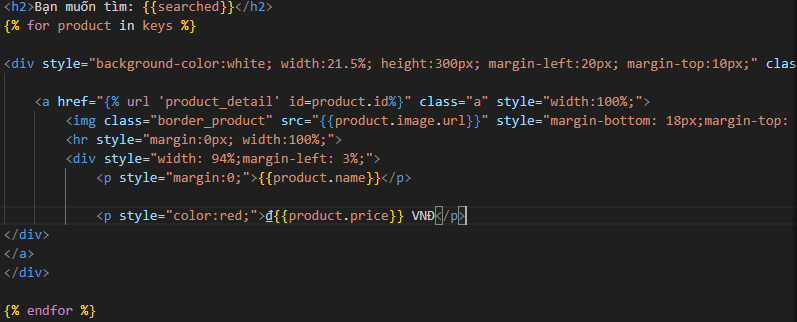 <h2>Bạn muốn tìm: {{searched}}</h2>
{% for product in keys %}
<div style="background-color:white; width:21.5%; height:300px; margin-left:20px; margin-top:10px;" clas
<a href="{% url 'product_detail' id=product.id%}" class="a" style="width:100%;">
<img class="border_product" src="{{product.image.url}}" style="margin-bottom: 18px;margin-top:
<hr style="margin:0px; width:100%;">
<div style="width: 94%;margin-left: 3%;">
<p style="margin:0;">{{product.name}}</p>
<p style="color:red;">₫{{product.price}} VNĐ</p>
</div>
</a>
</div>
{% endfor %}